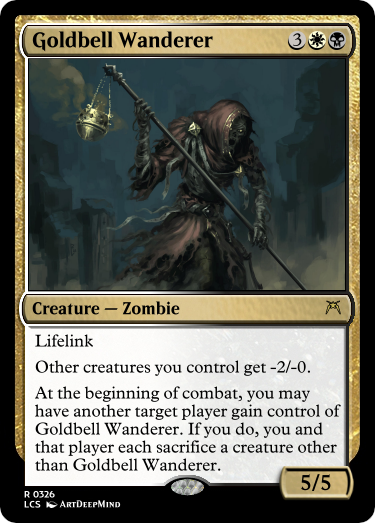 Goldbell Wanderer 3
Creature — Zombie
Lifelink
Other creatures you control get -2/-0.
At the beginning of combat, you may
have another target player gain control of
Goldbell Wanderer. If you do, you and
that player each sacrifice a creature other
than Goldbell Wanderer.
5/5
R 0326
LCS ArtDeepMind